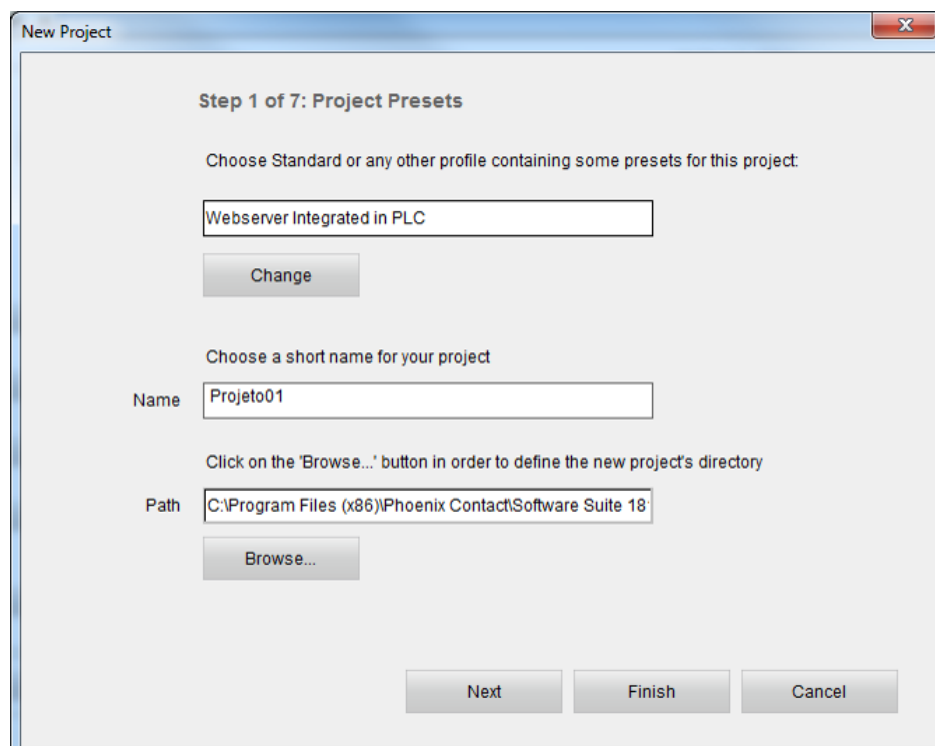 New Project
Step 1 of 7: Project Presets
Choose Standard or any other profile containing some presets for this project:
Webserver Integrated in PLC
Change
Choose a short name for your project
Name
Projeto01
Click on the 'Browse...' button in order to define the new project's directory
Path
C:\Program Files (x86)\Phoenix Contact\Software Suite 18
Browse...
Next
Finish
Cancel